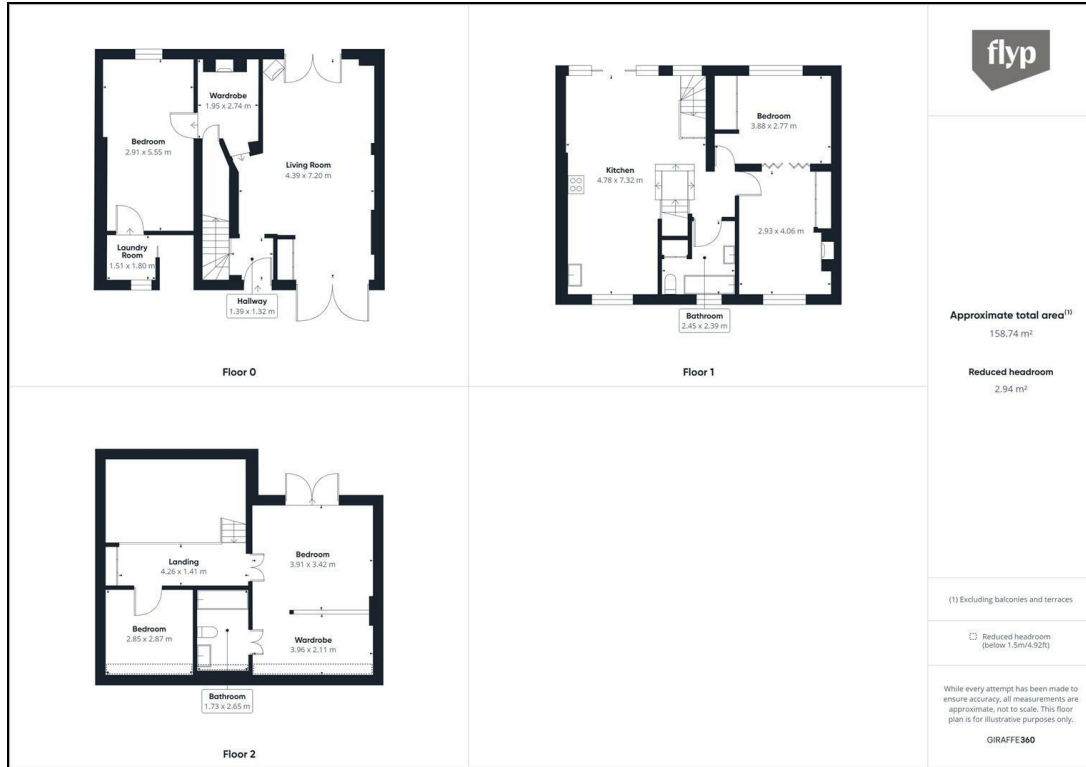 Wardrobe
1.95 x 2.74 m
Bedroom
2.91 x 5.55 m
Living Room
4.39 x 7.20 m
Laundry
Room
1.51 x 1.80 m
Hallway
1.39 x 1.32 m
Floor 0
Bedroom
3.88 x 2.77 m
Kitchen
4.78 x 7.32 m
2.93 x 4.06 m
Bathroom
2.45 x 2.39 m
Floor 1
Bedroom
3.91 x 3.42 m
Landing
4.26 x 1.41 m
Bedroom
2.85 x 2.87 m
Wardrobe
3.96 x 2.11 m
Bathroom
1.73 x 2.65 m
Floor 2
flyp
Approximate total area(1)
158.74 m²
Reduced headroom
2.94 m²
(1) Excluding balconies and terraces
Reduced headroom
(below 1.5m/4.92ft)
While every attempt has been made to
ensure accuracy, all measurements are
approximate, not to scale. This floor
plan is for illustrative purposes only.
GIRAFFE360